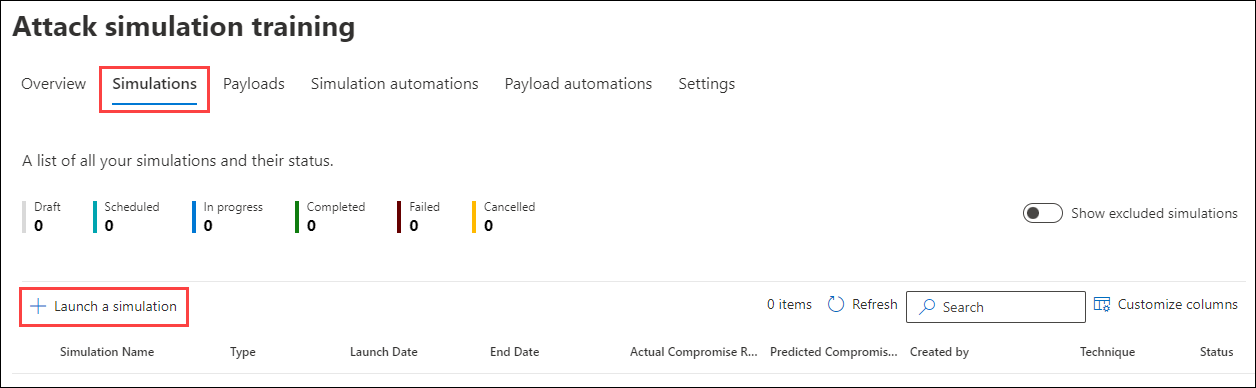 Attack simulation training
Overview Simulations Payloads Simulation automations Payload automations Settings
A list of all your simulations and their status.
Draft Scheduled In progress Completed Failed Cancelled
0 0 0 0 0 0
Show excluded simulations
Launch a simulation 0 items Refresh Search Customize columns
Simulation Name Type Launch Date End Date Actual Compromise R... Predicted Compromis... Created by Technique Status